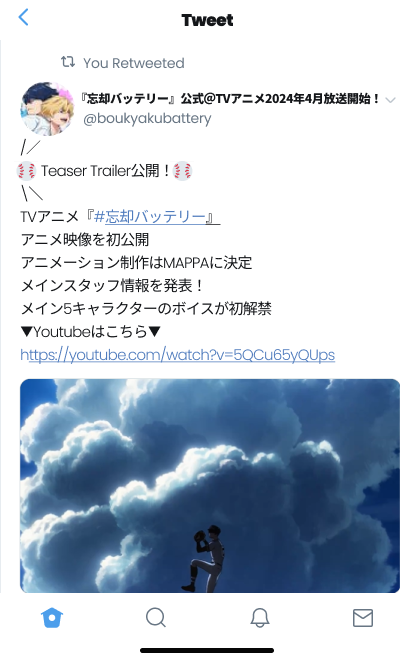 Tweet
You Retweeted
『忘却バッテリー』公式@TVアニメ2024年4月放送開始！
@boukyakubattery
/／
⚾ Teaser Trailer公開！⚾
\＼
TVアニメ『#忘却バッテリー』
アニメ映像を初公開
アニメーション制作はMAPPAに決定
メインスタッフ情報を発表！
メイン5キャラクターのボイスが初解禁
▼Youtubeはこちら▼
https://youtube.com/watch?v=5QCu65yQUps